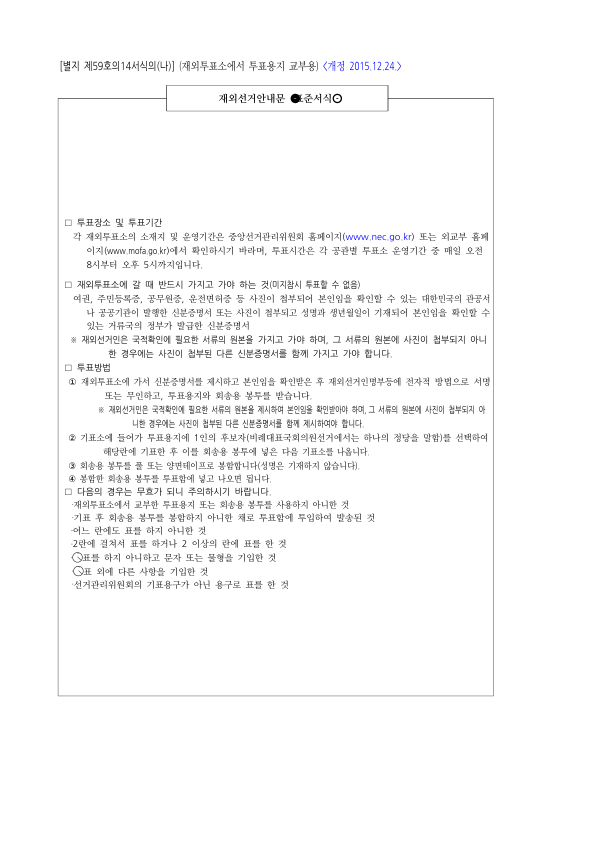 [별지 제59호의14서식의(나)] (재외투표소에서 투표용지 교부용) <개정 2015.12.24.>
재외선거안내문 표준서식
□ 투표장소 및 투표기간
각 재외투표소의 소재지 및 운영기간은 중앙선거관리위원회 홈페이지(www.nec.go.kr) 또는 외교부 홈페
이지(www.mofa.go.kr)에서 확인하시기 바라며, 투표시간은 각 공관별 투표소 운영기간 중 매일 오전
8시부터 오후 5시까지입니다.
□ 재외투표소에 갈 때 반드시 가지고 가야 하는 것(미지참시 투표할 수 없음)
여권, 주민등록증, 공무원증, 운전면허증 등 사진이 첨부되어 본인임을 확인할 수 있는 대한민국의 관공서
나 공공기관이 발행한 신분증명서 또는 사진이 첨부되고 성명과 생년월일이 기재되어 본인임을 확인할 수
있는 거류국의 정부가 발급한 신분증명서
※ 재외선거인은 국적확인에 필요한 서류의 원본을 가지고 가야 하며, 그 서류의 원본에 사진이 첨부되지 아니
한 경우에는 사진이 첨부된 다른 신분증명서를 함께 가지고 가야 합니다.
□ 투표방법
① 재외투표소에 가서 신분증명서를 제시하고 본인임을 확인받은 후 재외선거인명부등에 전자적 방법으로 서명
또는 무인하고, 투표용지와 회송용 봉투를 받습니다.
※ 재외선거인은 국적확인에 필요한 서류의 원본을 제시하여 본인임을 확인받아야 하며, 그 서류의 원본에 사진이 첨부되지 아
니한 경우에는 사진이 첨부된 다른 신분증명서를 함께 제시하여야 합니다.
② 기표소에 들어가 투표용지에 1인의 후보자(비례대표국회의원선거에서는 하나의 정당을 말함)를 선택하여
해당란에 기표한 후 이를 회송용 봉투에 넣은 다음 기표소를 나옵니다.
③ 회송용 봉투를 풀 또는 양면테이프로 봉함합니다(성명은 기재하지 않습니다).
④ 봉함한 회송용 봉투를 투표함에 넣고 나오면 됩니다.
□ 다음의 경우는 무효가 되니 주의하시기 바랍니다.
·재외투표소에서 교부한 투표용지 또는 회송용 봉투를 사용하지 아니한 것
·기표 후 회송용 봉투를 봉함하지 아니한 채로 투표함에 투입하여 발송된 것
·어느 란에도 표를 하지 아니한 것
·2란에 걸쳐서 표를 하거나 2 이상의 란에 표를 한 것
·표를 하지 아니하고 문자 또는 물형을 기입한 것
·표 외에 다른 사항을 기입한 것
·선거관리위원회의 기표용구가 아닌 용구로 표를 한 것